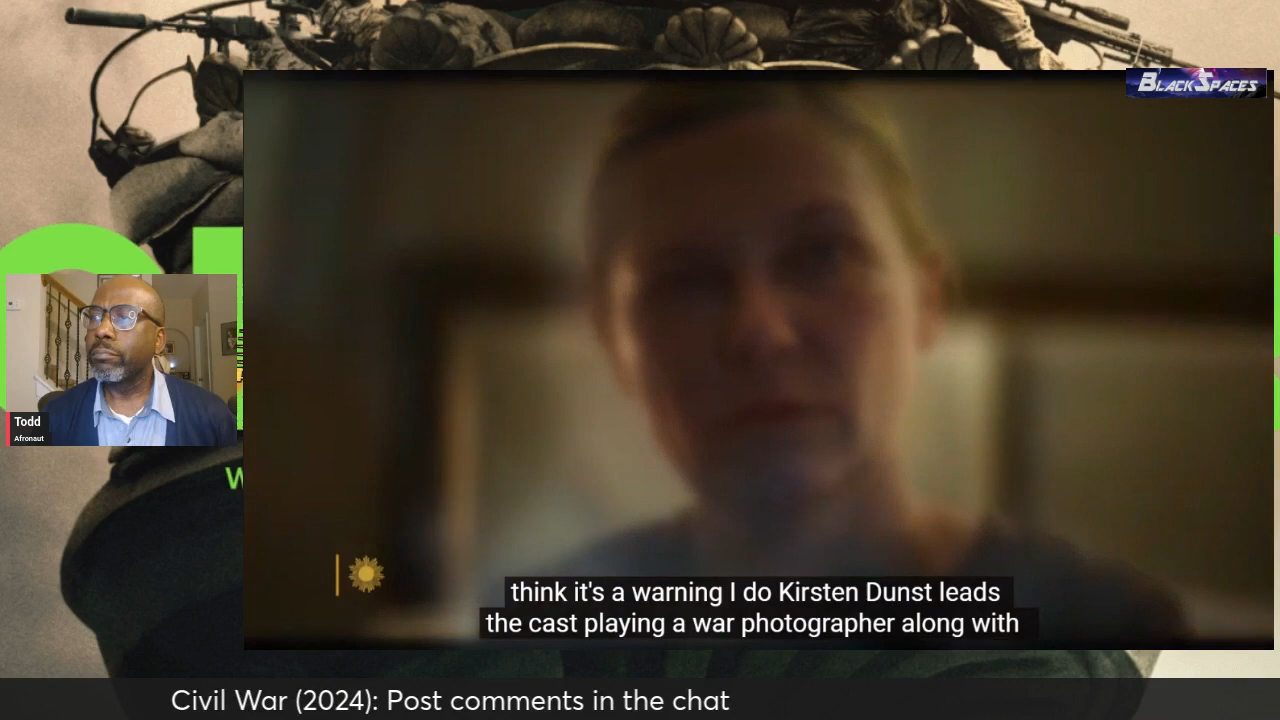 BLACKSPACES
Todd
Afronaut
W
think it's a warning I do Kirsten Dunst leads
the cast playing a war photographer along with
Civil War (2024): Post comments in the chat